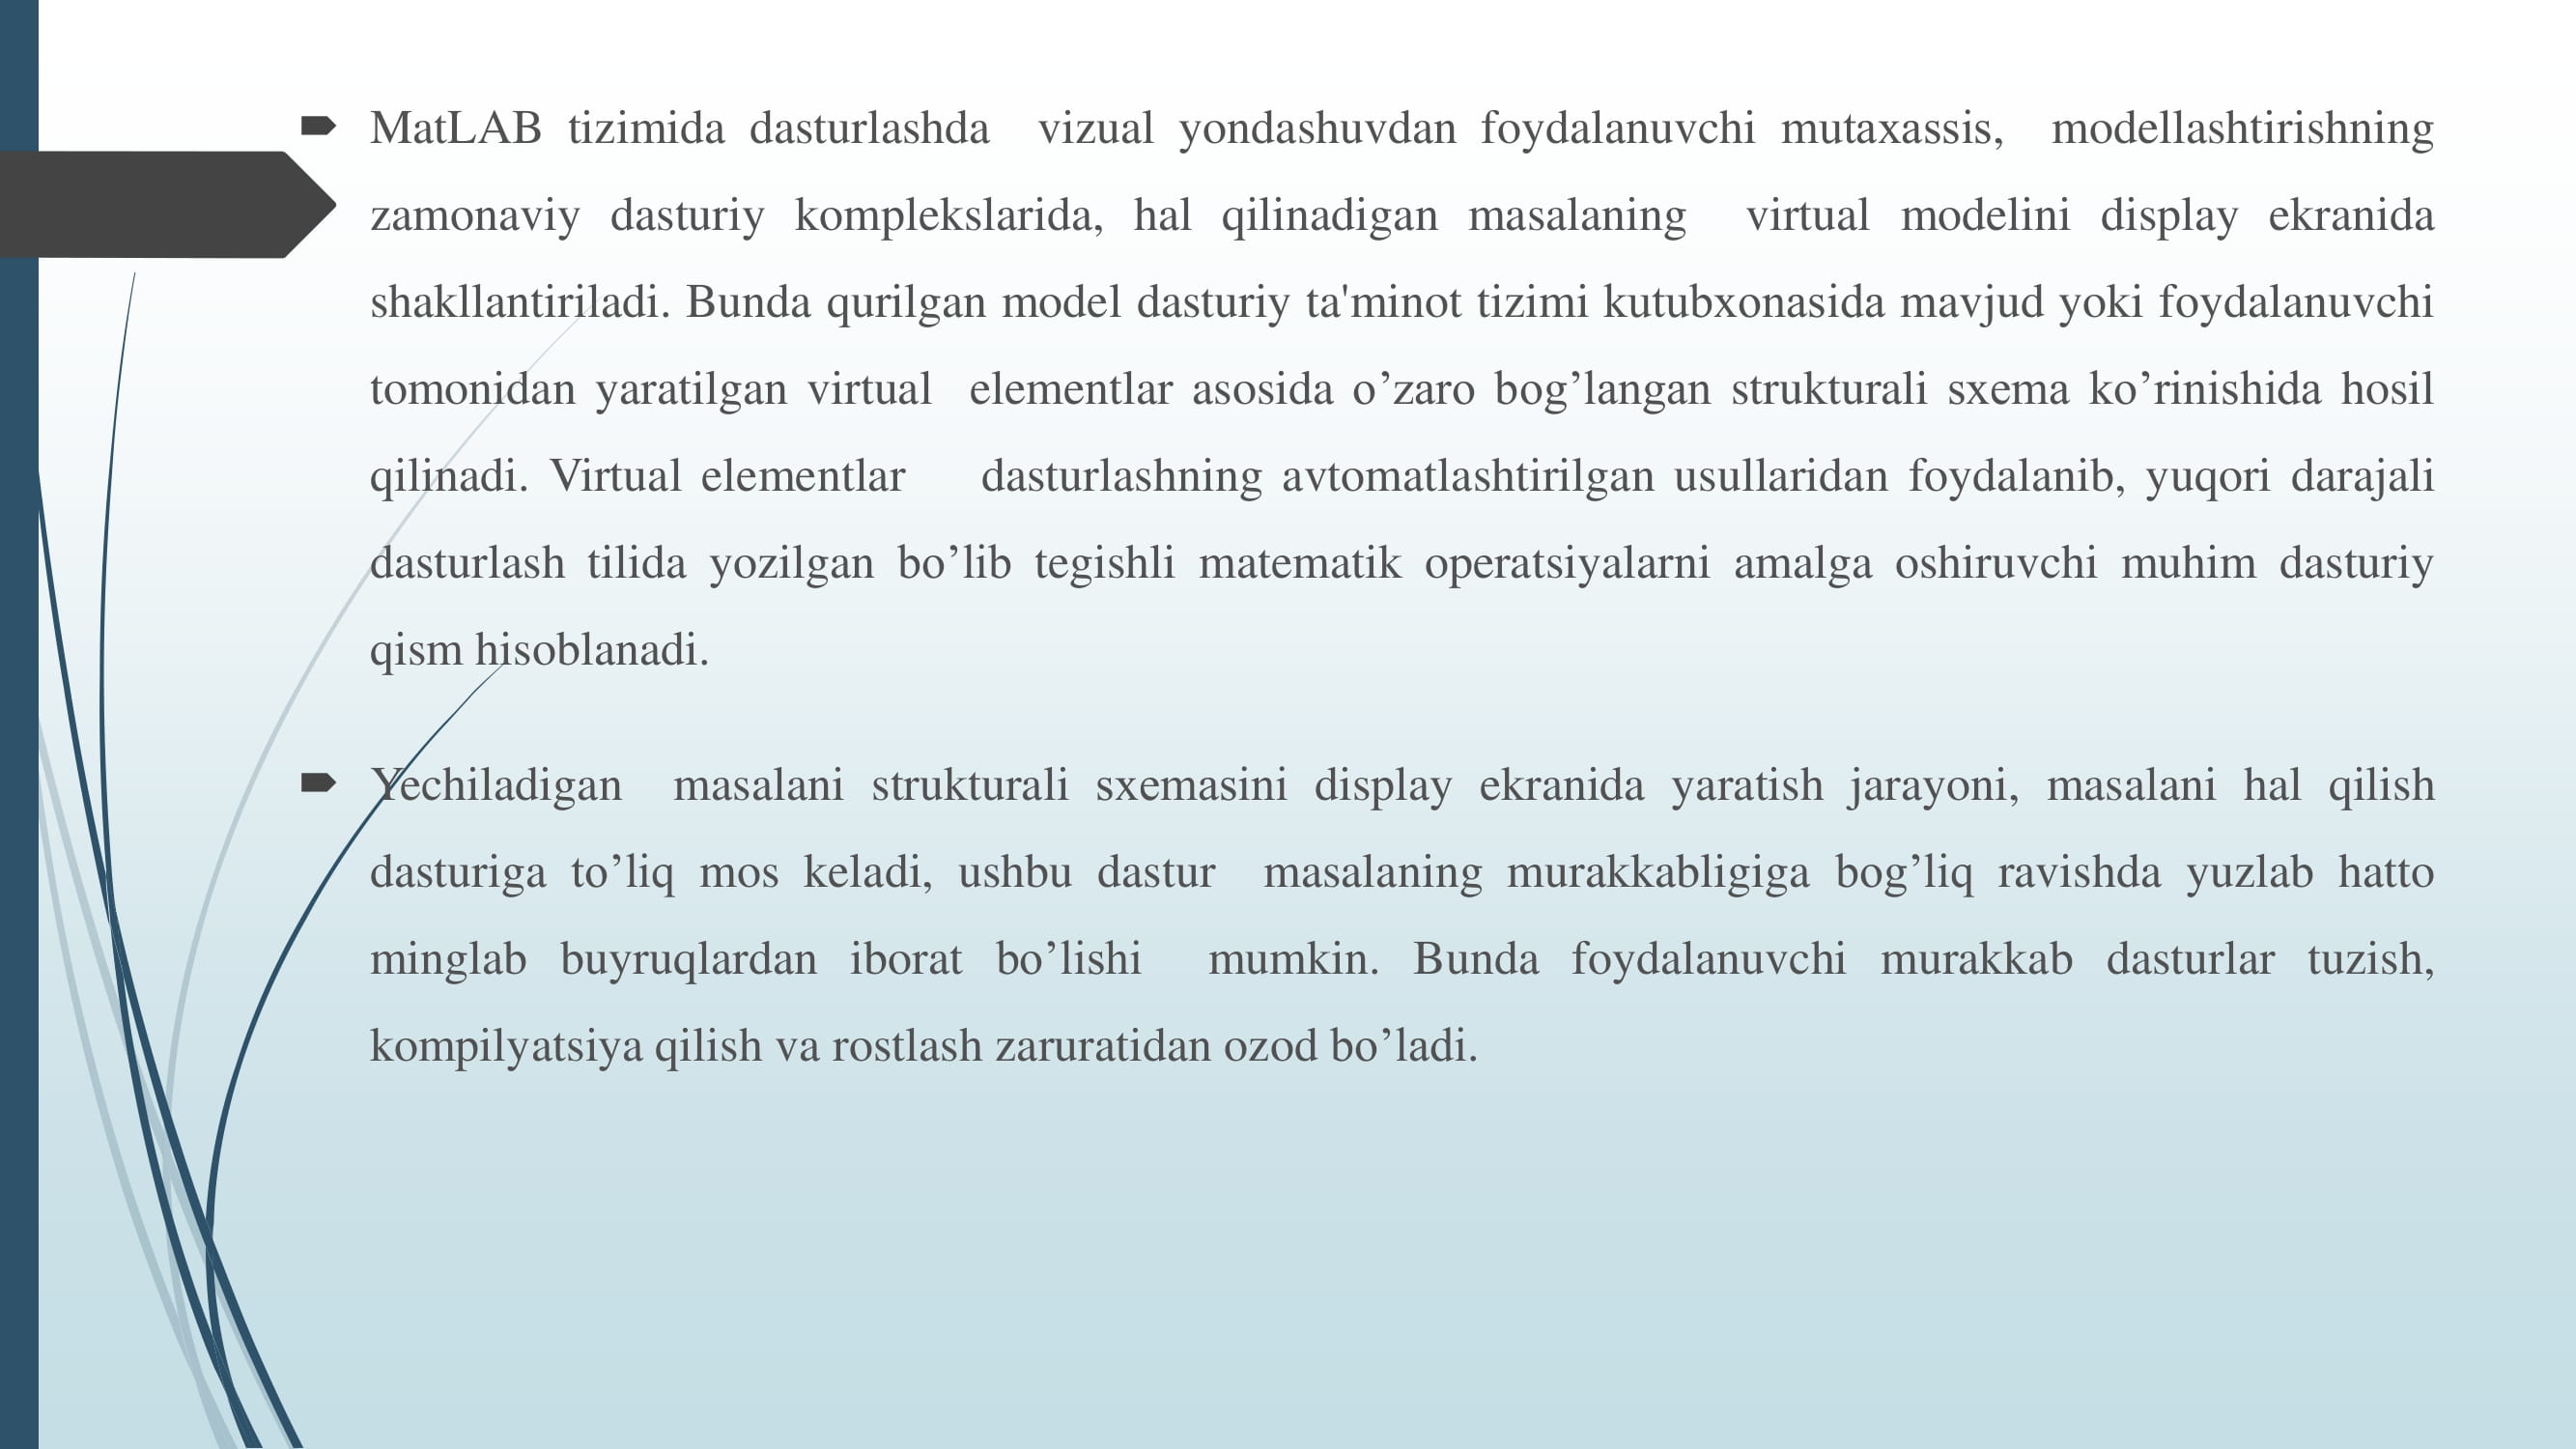 MatLAB tizimida dasturlashda vizual yondashuvdan foydalanuvchi mutaxassis, modellashtirishning
zamonaviy dasturiy komplekslarida, hal qilinadigan masalaning virtual modelini display ekranida
shakllantiriladi. Bunda qurilgan model dasturiy ta'minot tizimi kutubxonasida mavjud yoki foydalanuvchi
tomonidan yaratilgan virtual elementlar asosida o’zaro bog’langan strukturali sxema ko’rinishida hosil
qilinadi. Virtual elementlar dasturlashning avtomatlashtirilgan usullaridan foydalanib, yuqori darajali
dasturlash tilida yozilgan bo’lib tegishli matematik operatsiyalarni amalga oshiruvchi muhim dasturiy
qism hisoblanadi.
Yechiladigan masalani strukturali sxemasini display ekranida yaratish jarayoni, masalani hal qilish
dasturiga to’liq mos keladi, ushbu dastur masalaning murakkabligiga bog’liq ravishda yuzlab hatto
minglab buyruqlardan iborat bo’lishi mumkin. Bunda foydalanuvchi murakkab dasturlar tuzish,
kompilyatsiya qilish va rostlash zaruratidan ozod bo’ladi.